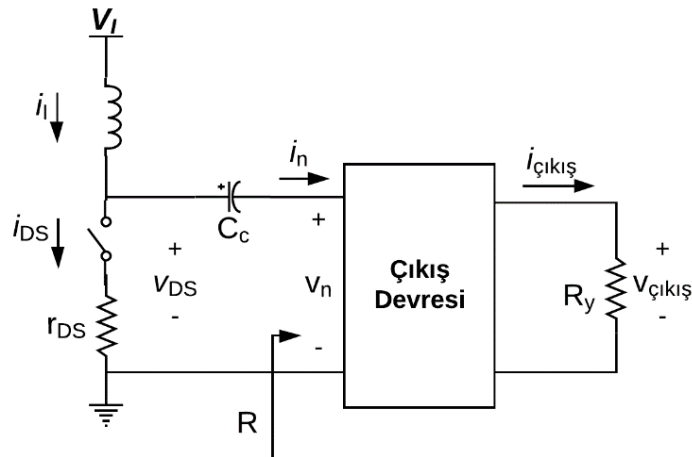 V_I
i_I
i_n
i_çıkış
i_DS
+
C_c
+
+
v_DS
-
v_n
Çıkış
Devresi
R_y
+
v_çıkış
-
r_DS
-
R